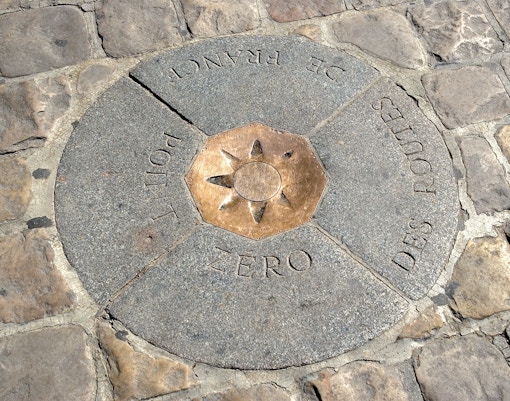 POINT
ZERO
DES ROUTES
DE FRANCE